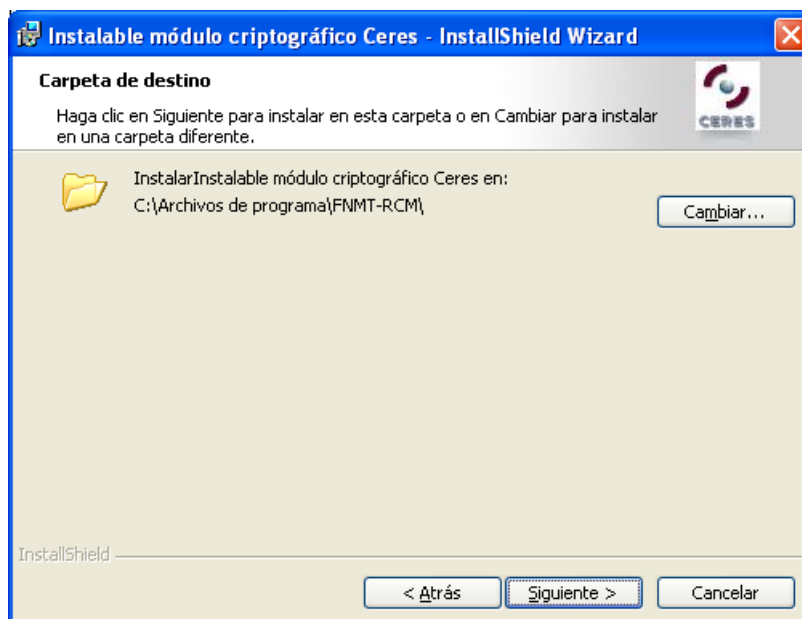 Instalable módulo criptográfico Ceres - InstallShield Wizard
Carpeta de destino
Haga clic en Siguiente para instalar en esta carpeta o en Cambiar para instalar
en una carpeta diferente.
CERES
InstalarInstalable módulo criptográfico Ceres en:
C:\Archivos de programa\FNMT-RCM\
Cambiar...
InstallShield
< Atrás
Siguiente >
Cancelar